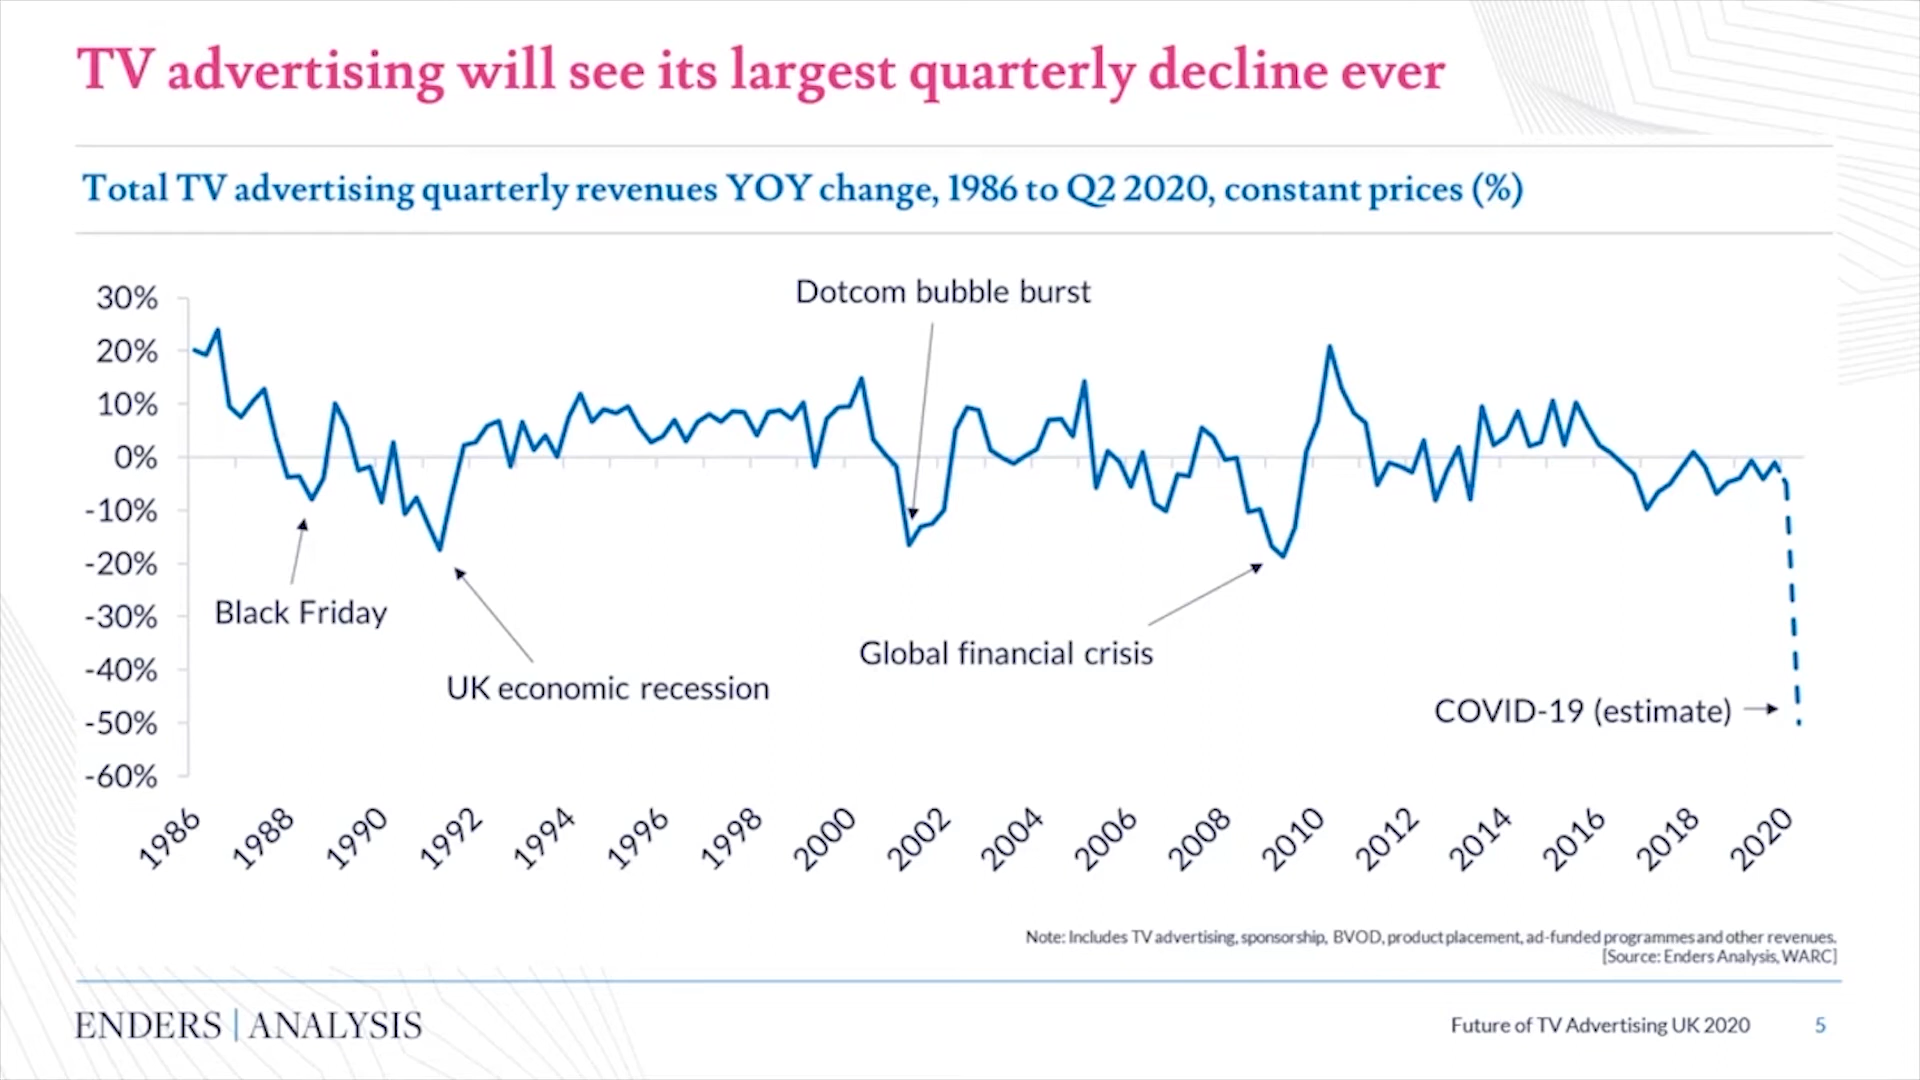 TV advertising will see its largest quarterly decline ever
Total TV advertising quarterly revenues YOY change, 1986 to Q2 2020, constant prices (%)
Dotcom bubble burst
30%
20%
10%
0%
-10%
-20%
-30%
-40%
-50%
-60%
Black Friday
UK economic recession
Global financial crisis
COVID-19 (estimate)
1986
1988
1990
1992
1994
1996
1998
2000
2002
2004
2006
2008
2010
2012
2014
2016
2018
2020
Note: Includes TV advertising, sponsorship, BVOD, product placement, ad-funded programmes and other revenues.
[Source: Enders Analysis, WARC]
ENDERS | ANALYSIS
Future of TV Advertising UK 2020
5